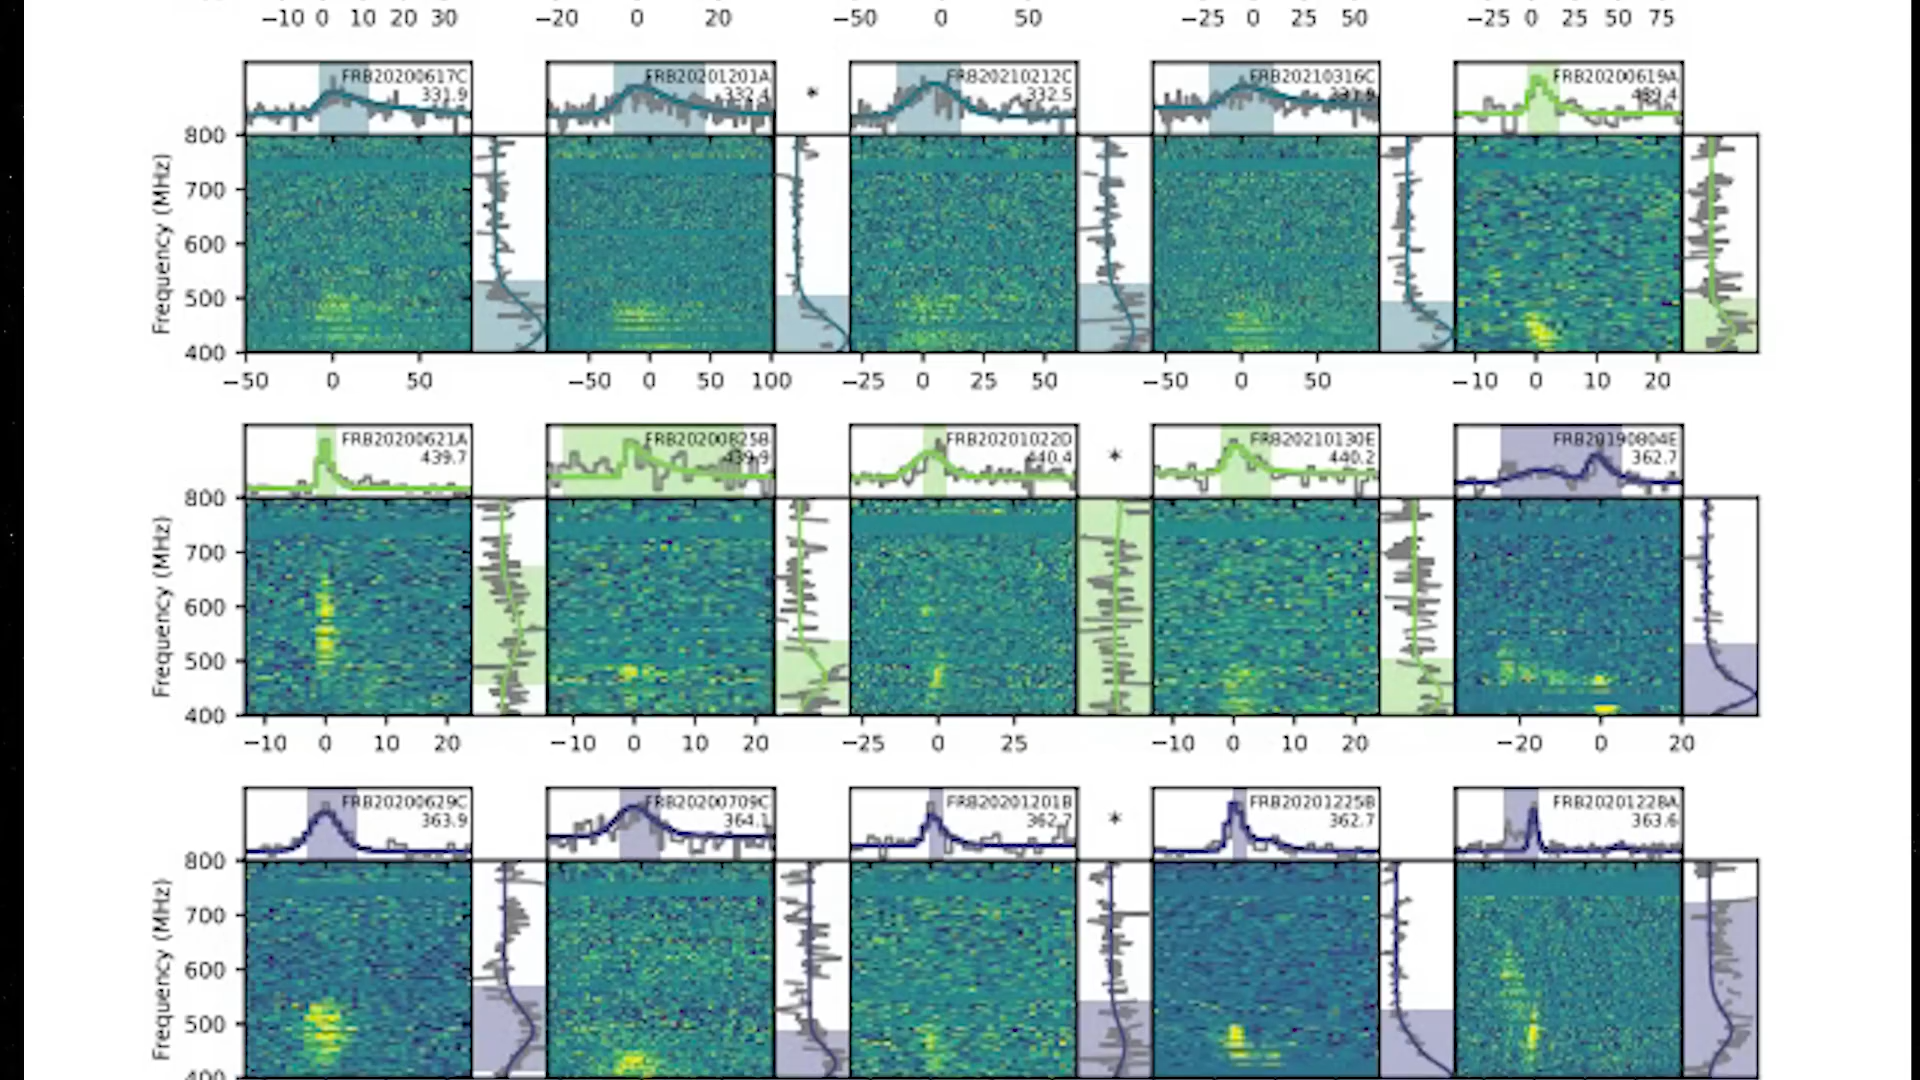 −10 0 10 20 30 −20 0 20 −50 0 50 −25 0 25 50 −25 0 25 50 75
FRB20200617C FRB20201201A FRB20210212C FRB20210316C FRB20200619A
331.9 332.4 * 332.5 439.4
800
700
600
500
400
Frequency (MHz)
−50 0 50 −50 0 50 100 −25 0 25 50 −50 0 50 −10 0 10 20
FRB20200621A FRB20200825B FRB20201022D FRB20210130E FRB20190804E
439.7 439.9 440.4 * 440.2 362.7
800
700
600
500
400
Frequency (MHz)
−10 0 10 20 −10 0 10 20 −25 0 25 −10 0 10 20 −20 0 20
FRB20200629C FRB20200709C FRB20201201B FRB20201225B FRB20201228A
363.9 364.1 362.7 * 362.7 363.6
800
700
600
500
400
Frequency (MHz)